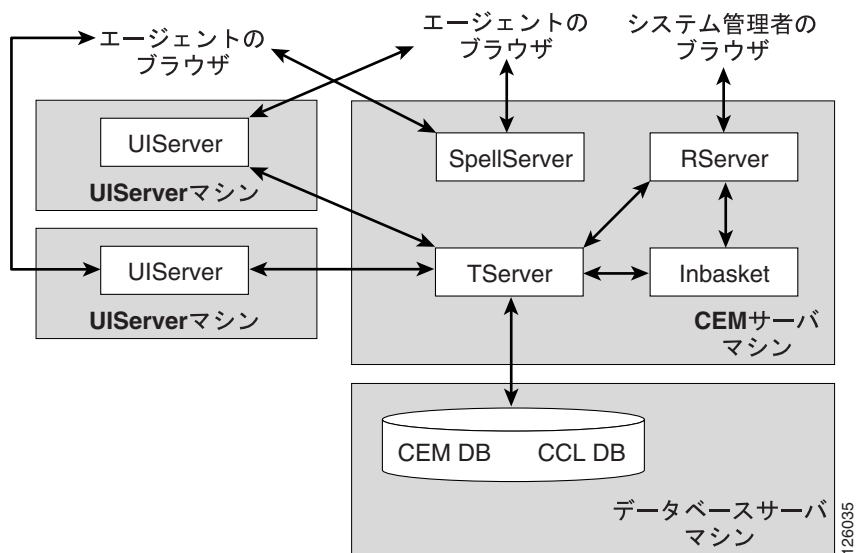 エージェントの
ブラウザ
エージェントの
ブラウザ
システム管理者の
ブラウザ
UIServer
UIServerマシン
SpellServer
RServer
UIServer
UIServerマシン
TServer
Inbasket
CEMサーバ
マシン
CEM DB
CCL DB
データベースサーバ
マシン
126035